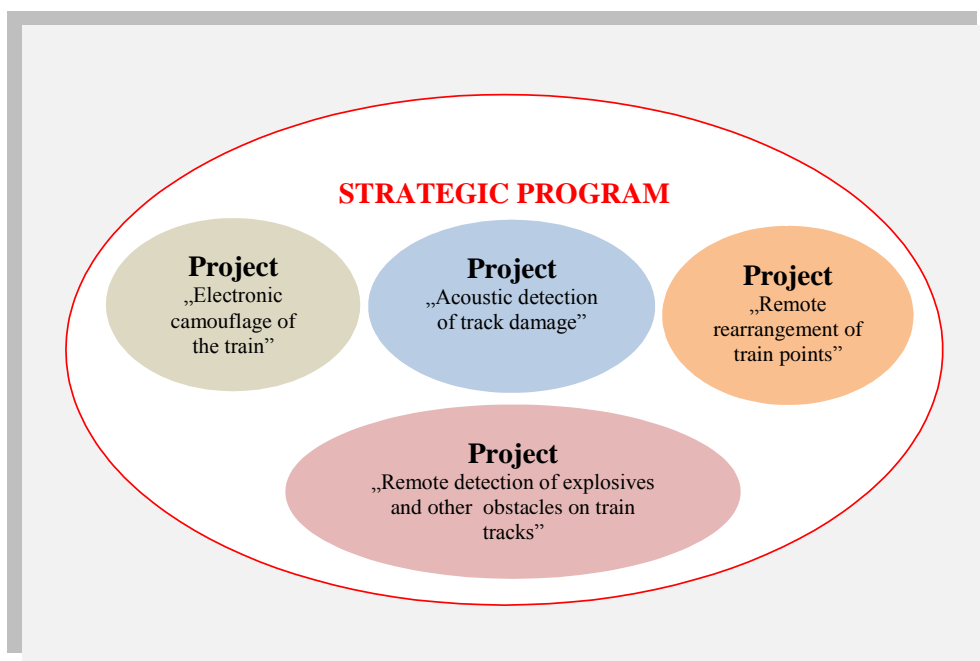 STRATEGIC PROGRAM
Project
„Electronic
camouflage of
the train”
Project
„Acoustic detection
of track damage”
Project
„Remote
rearrangement of
train points”
Project
„Remote detection of explosives
and other obstacles on train
tracks”